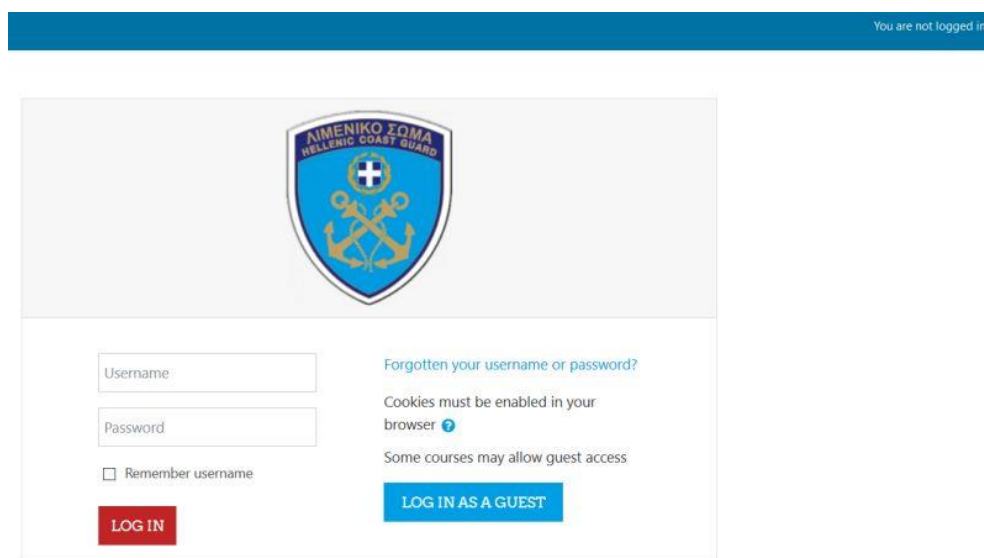 You are not logged in
ΛΙΜΕΝΙΚΟ ΣΩΜΑ
HELLENIC COAST GUARD
Username
Password
Remember username
LOG IN
Forgotten your username or password?
Cookies must be enabled in your
browser
Some courses may allow guest access
LOG IN AS A GUEST